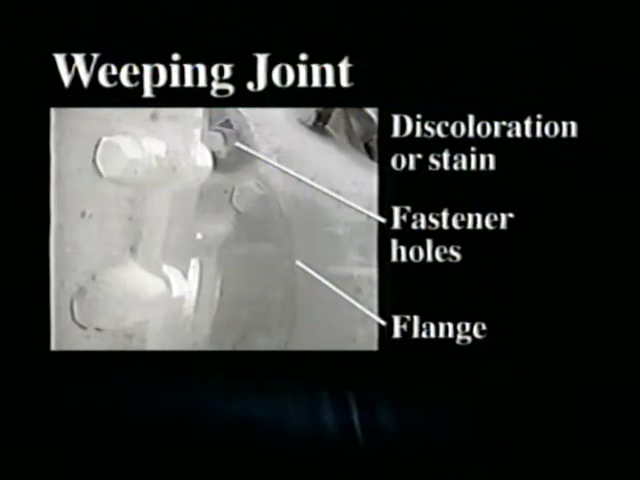 Weeping Joint
Discoloration
or stain
Fastener
holes
Flange